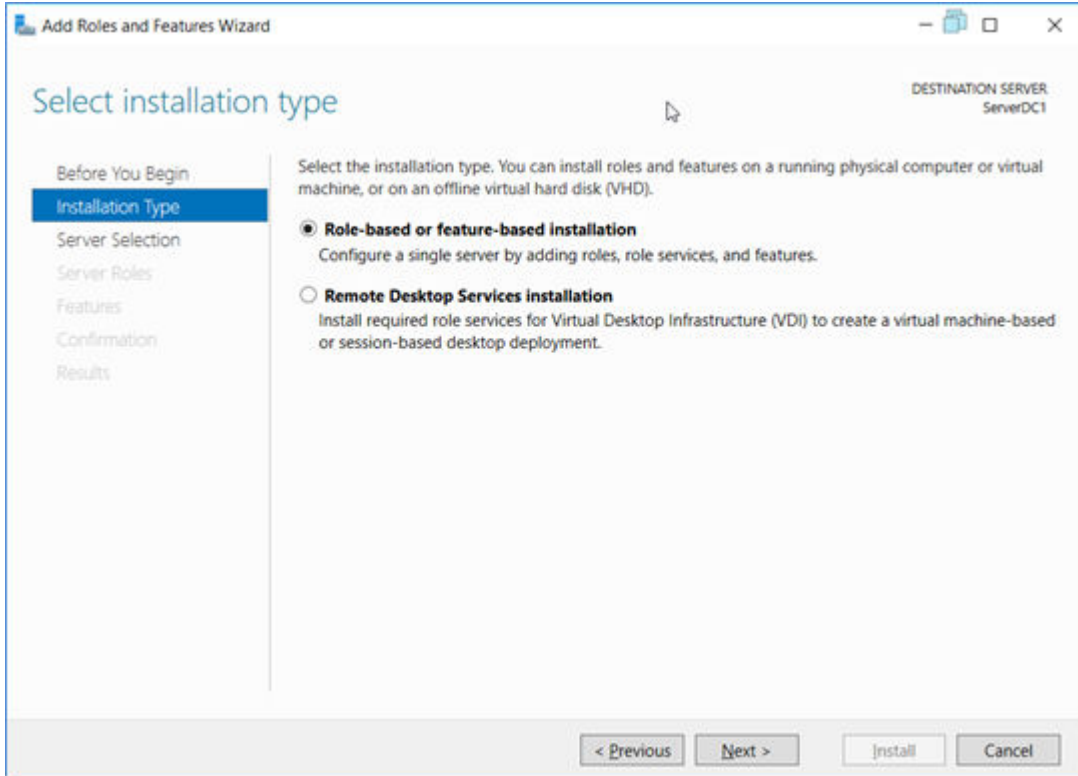 Add Roles and Features Wizard
Select installation type
DESTINATION SERVER
ServerDC1
Before You Begin
Installation Type
Server Selection
Server Roles
Features
Confirmation
Results
Select the installation type. You can install roles and features on a running physical computer or virtual
machine, or on an offline virtual hard disk (VHD).
Role-based or feature-based installation
Configure a single server by adding roles, role services, and features.
Remote Desktop Services installation
Install required role services for Virtual Desktop Infrastructure (VDI) to create a virtual machine-based
or session-based desktop deployment.
< Previous Next > Install Cancel